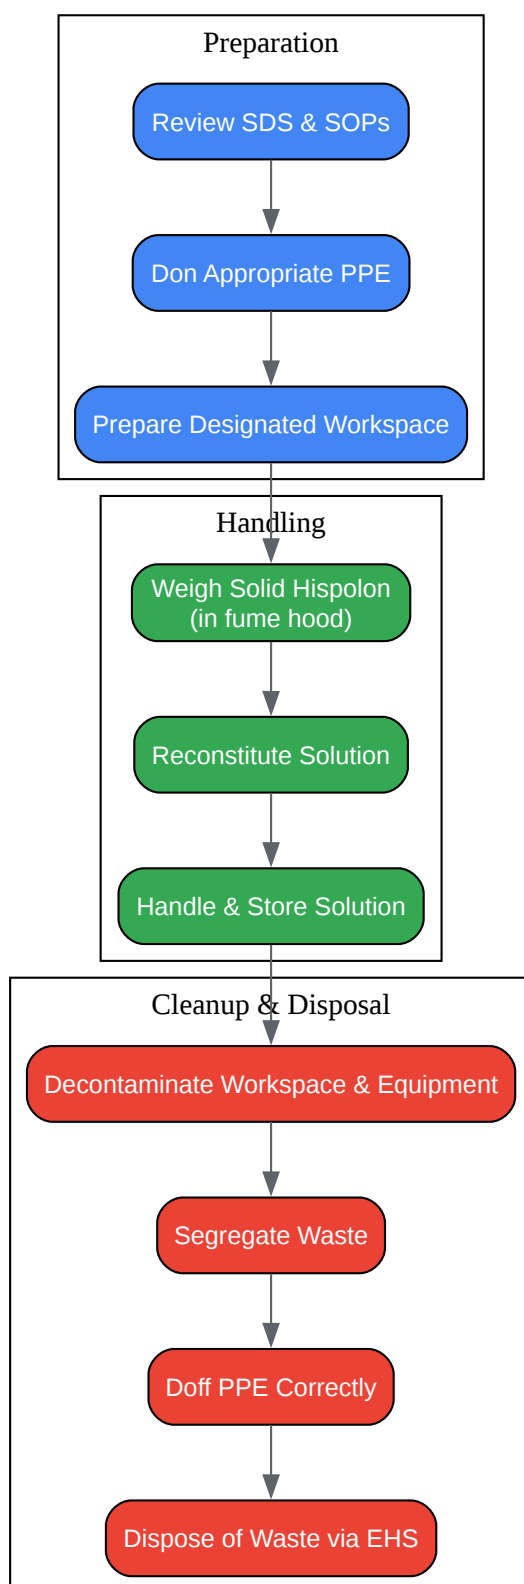 Preparation
Review SDS & SOPs
Don Appropriate PPE
Prepare Designated Workspace
Handling
Weigh Solid Hispolon
(in fume hood)
Reconstitute Solution
Handle & Store Solution
Cleanup & Disposal
Decontaminate Workspace & Equipment
Segregate Waste
Doff PPE Correctly
Dispose of Waste via EHS